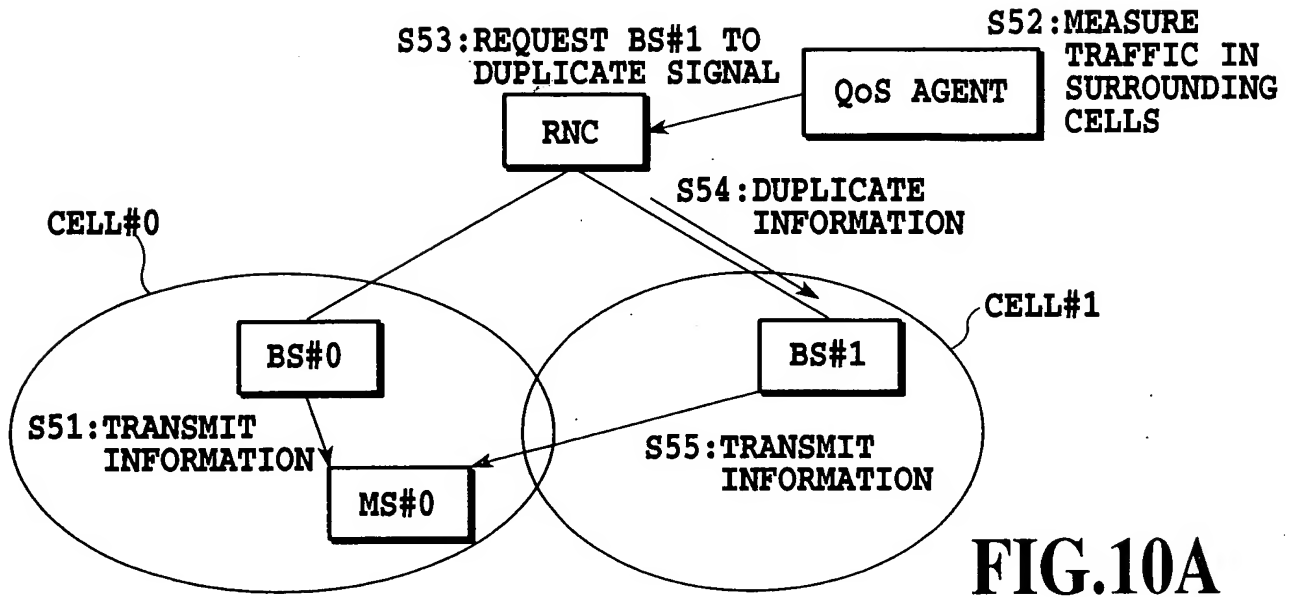 S53:REQUEST BS#1 TO
DUPLICATE SIGNAL
S52:MEASURE
TRAFFIC IN
SURROUNDING
CELLS
QoS AGENT
RNC
S54:DUPLICATE
INFORMATION
CELL#0
CELL#1
BS#0
BS#1
S51:TRANSMIT
INFORMATION
S55:TRANSMIT
INFORMATION
MS#0
FIG.10A